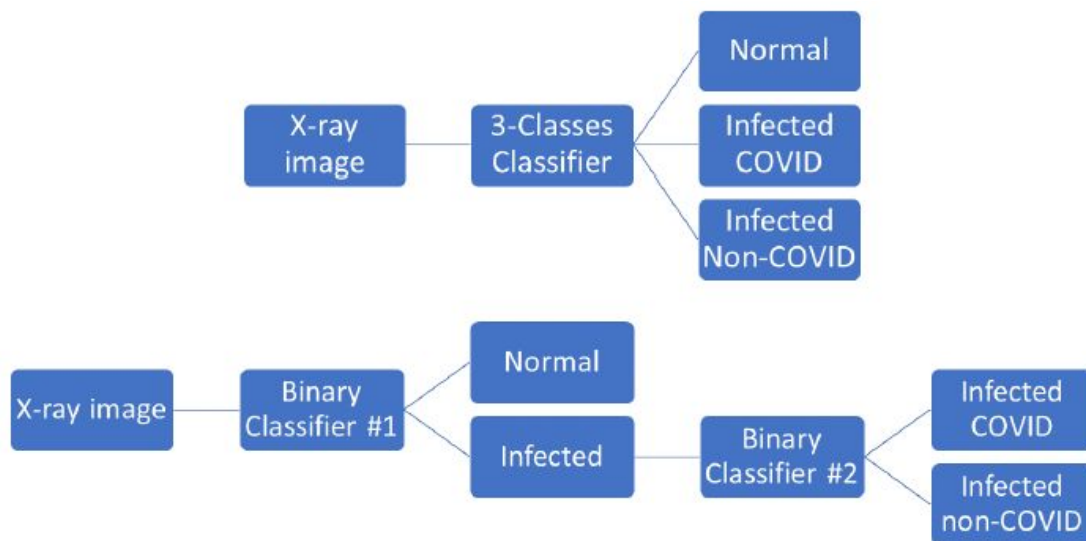 Normal
X-ray
image
3-Classes
Classifier
Infected
COVID
Infected
Non-COVID
X-ray image
Binary
Classifier #1
Normal
Infected
Binary
Classifier #2
Infected
COVID
Infected
non-COVID